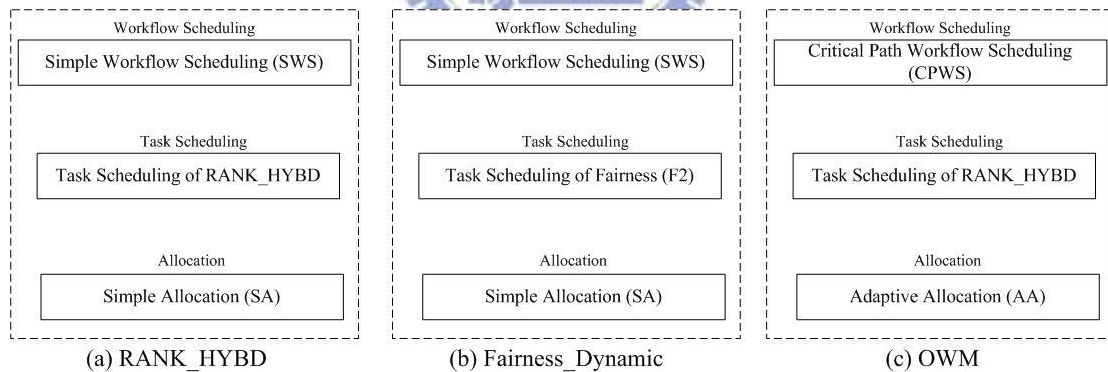 Workflow Scheduling
Simple Workflow Scheduling (SWS)
Task Scheduling
Task Scheduling of RANK_HYBD
Allocation
Simple Allocation (SA)
(a) RANK_HYBD
Workflow Scheduling
Simple Workflow Scheduling (SWS)
Task Scheduling
Task Scheduling of Fairness (F2)
Allocation
Simple Allocation (SA)
(b) Fairness_Dynamic
Workflow Scheduling
Critical Path Workflow Scheduling
(CPWS)
Task Scheduling
Task Scheduling of RANK_HYBD
Allocation
Adaptive Allocation (AA)
(c) OWM